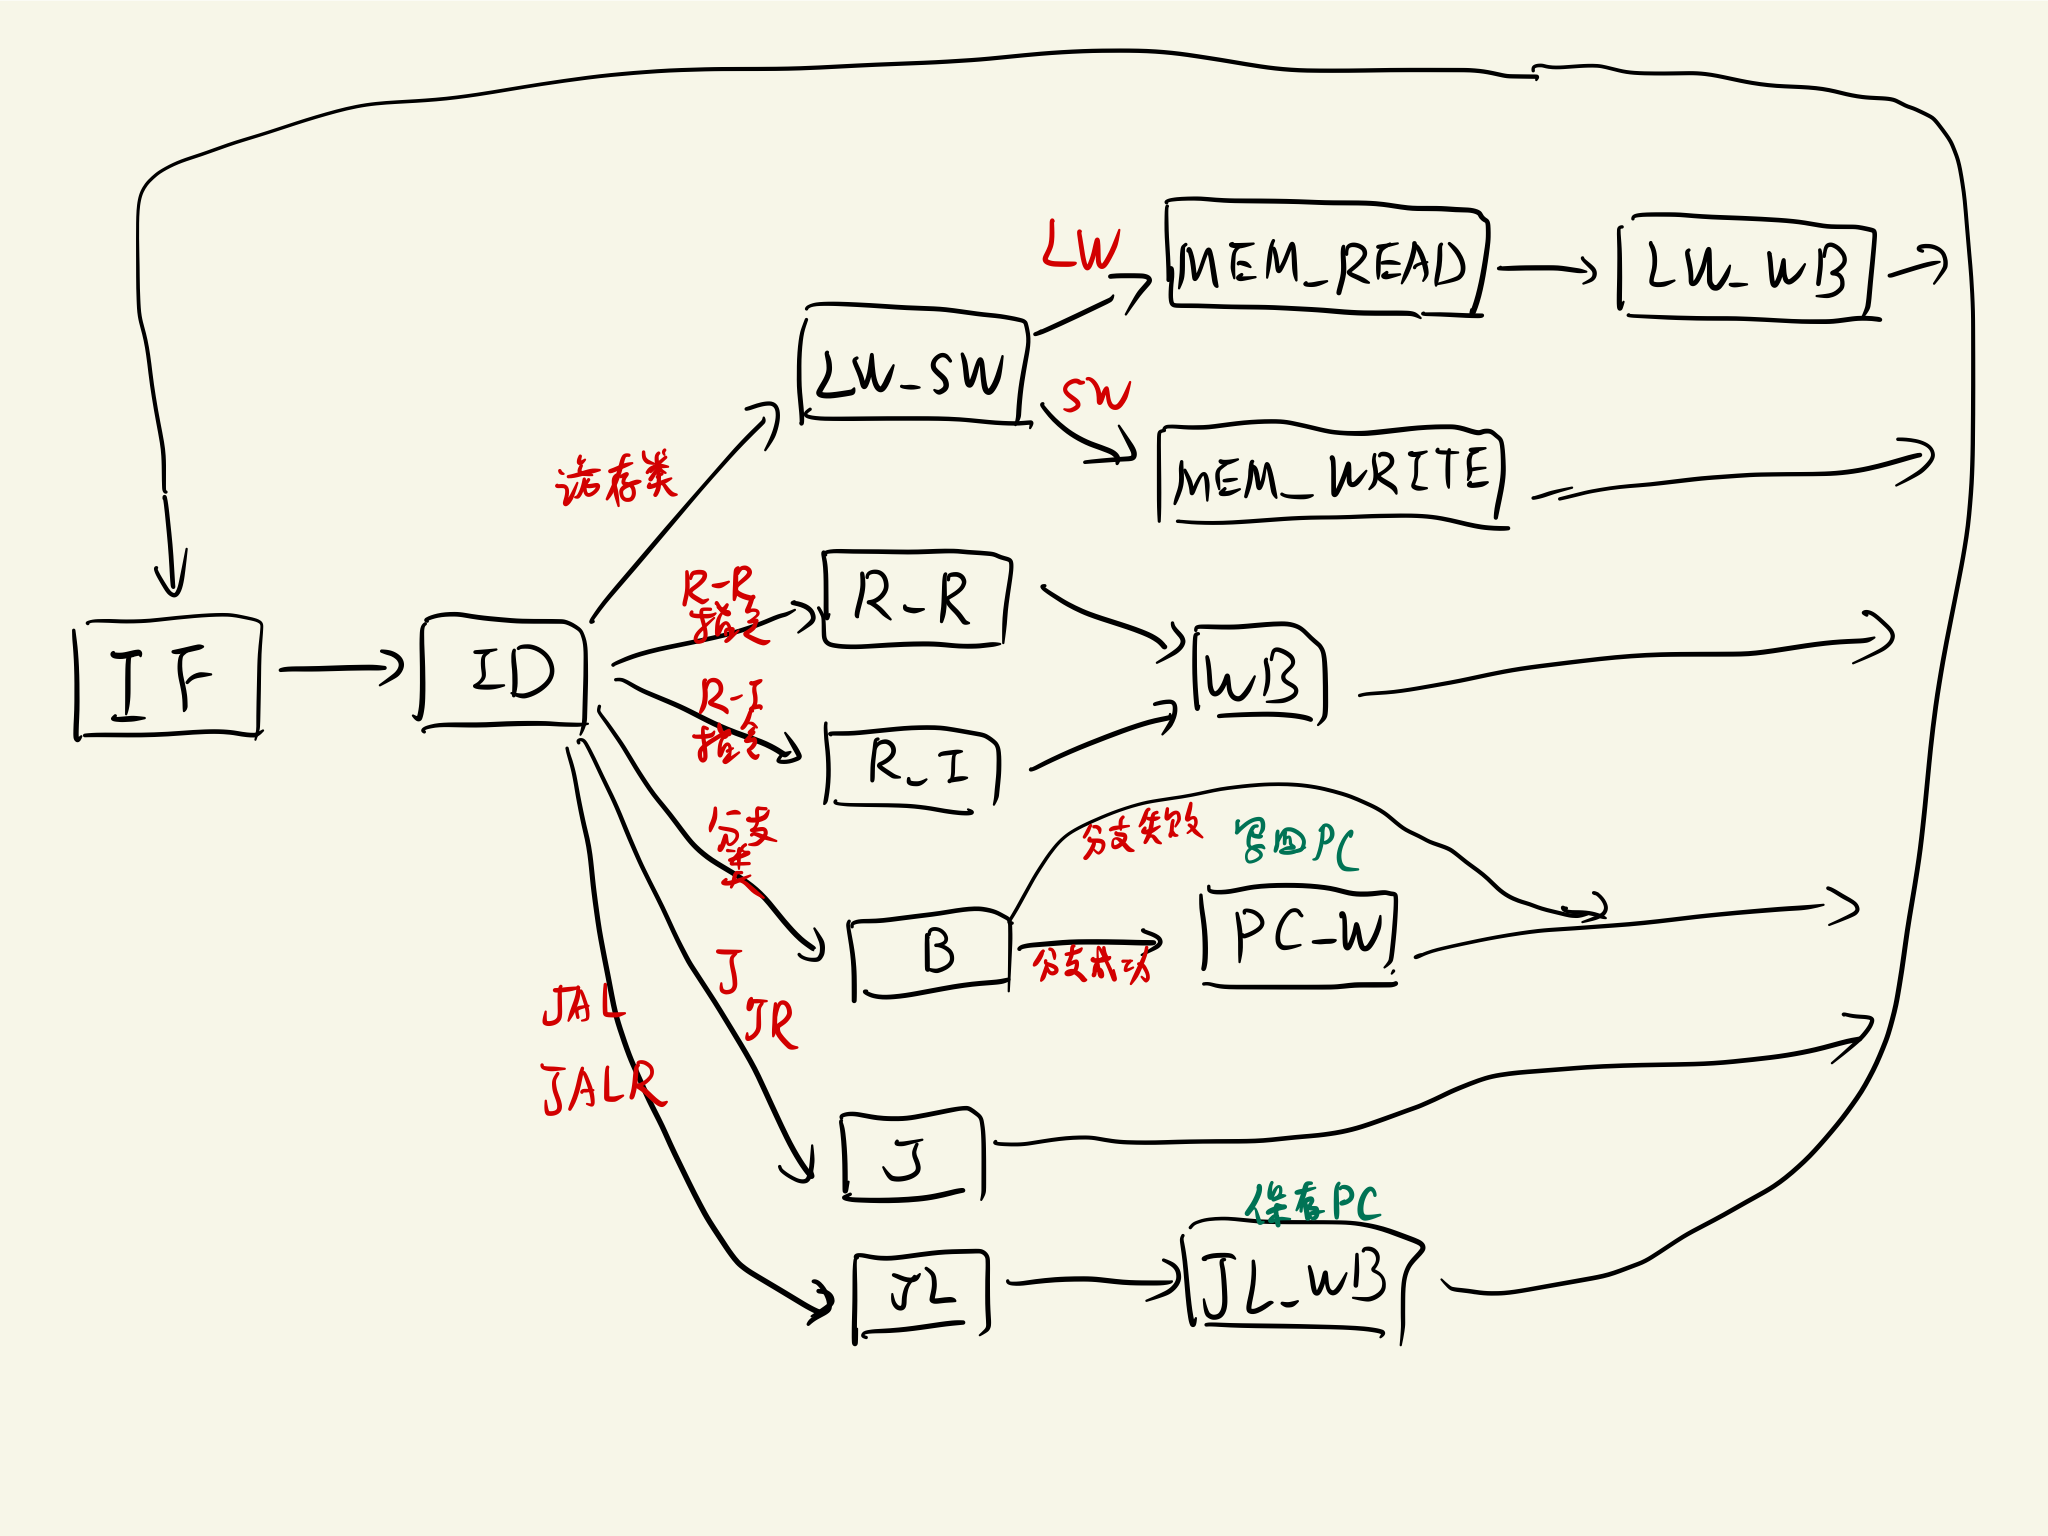 LW
MEM_READ
LW_WB
LW_SW
SW
MEM_WRITE
访存类
R-R
指令
R_R
IF
ID
WB
R-I
指令
R_I
分支
类
分支失败
写回PC
B
分支成功
PC_W
J
JR
JAL
JALR
J
保存PC
JL
JL_WB